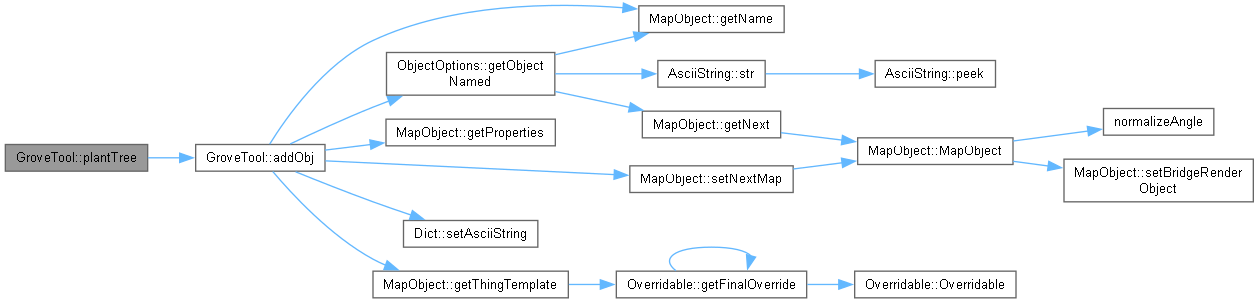 MapObject::getName
ObjectOptions::getObject
Named
AsciiString::str
AsciiString::peek
MapObject::getProperties
MapObject::getNext
normalizeAngle
GroveTool::plantTree
GroveTool::addObj
MapObject::MapObject
MapObject::setNextMap
MapObject::setBridgeRender
Object
Dict::setAsciiString
MapObject::getThingTemplate
Overridable::getFinalOverride
Overridable::Overridable